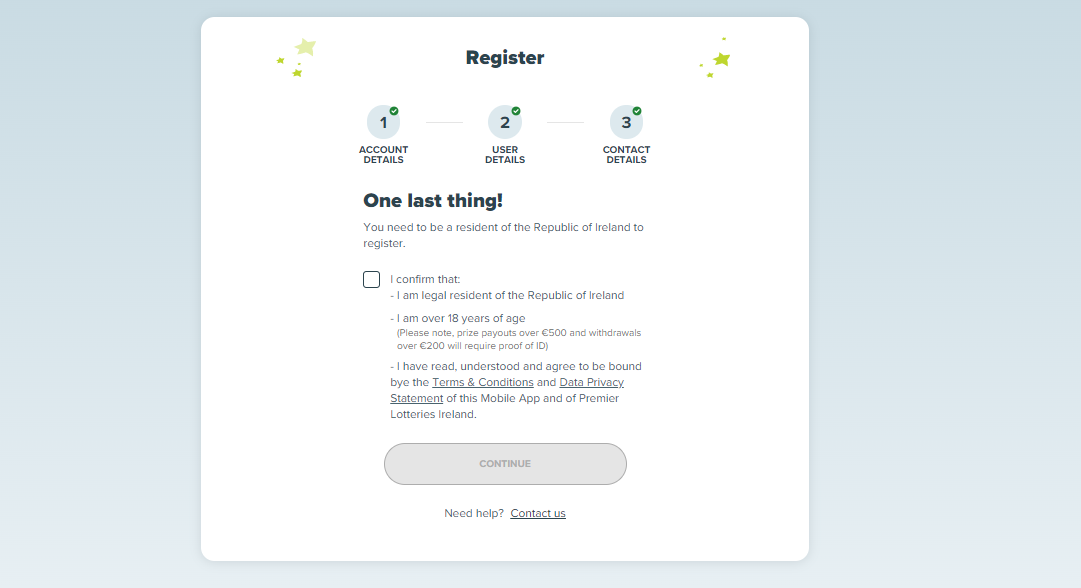 Register
1
2
3
ACCOUNT
DETAILS
USER
DETAILS
CONTACT
DETAILS
One last thing!
You need to be a resident of the Republic of Ireland to
register.
I confirm that:
- I am legal resident of the Republic of Ireland
- I am over 18 years of age
(Please note, prize payouts over €500 and withdrawals
over €200 will require proof of ID)
- I have read, understood and agree to be bound
bye the Terms & Conditions and Data Privacy
Statement of this Mobile App and of Premier
Lotteries Ireland.
CONTINUE
Need help? Contact us